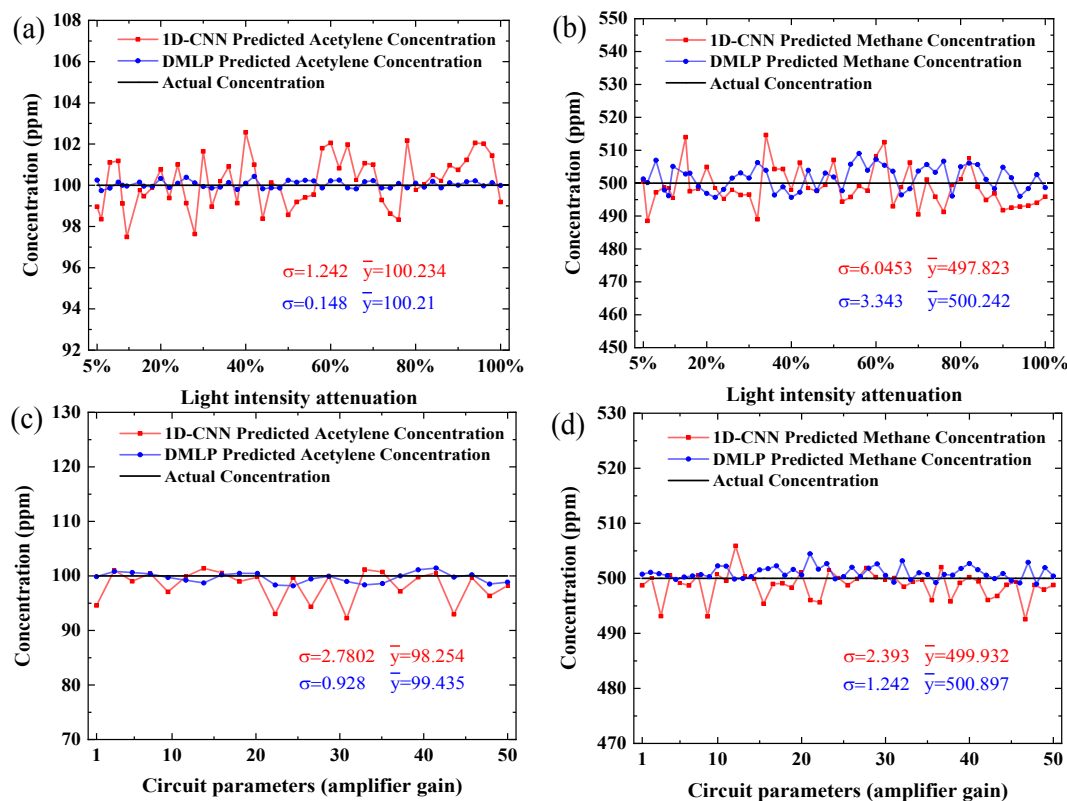 (a)
1D-CNN Predicted Acetylene Concentration
DMLP Predicted Acetylene Concentration
Actual Concentration
Concentration (ppm)
108
106
104
102
100
98
96
94
92
σ=1.242 y̅=100.234
σ=0.148 y̅=100.21
5% 20% 40% 60% 80% 100%
Light intensity attenuation
(b)
1D-CNN Predicted Methane Concentration
DMLP Predicted Methane Concentration
Actual Concentration
Concentration (ppm)
550
540
530
520
510
500
490
480
470
460
450
σ=6.0453 y̅=497.823
σ=3.343 y̅=500.242
5% 20% 40% 60% 80% 100%
Light intensity attenuation
(c)
1D-CNN Predicted Acetylene Concentration
DMLP Predicted Acetylene Concentration
Actual Concentration
Concentration (ppm)
130
120
110
100
90
80
70
σ=2.7802 y̅=98.254
σ=0.928 y̅=99.435
1 10 20 30 40 50
Circuit parameters (amplifier gain)
(d)
1D-CNN Predicted Methane Concentration
DMLP Predicted Methane Concentration
Actual Concentration
Concentration (ppm)
530
520
510
500
490
480
470
σ=2.393 y̅=499.932
σ=1.242 y̅=500.897
1 10 20 30 40 50
Circuit parameters (amplifier gain)